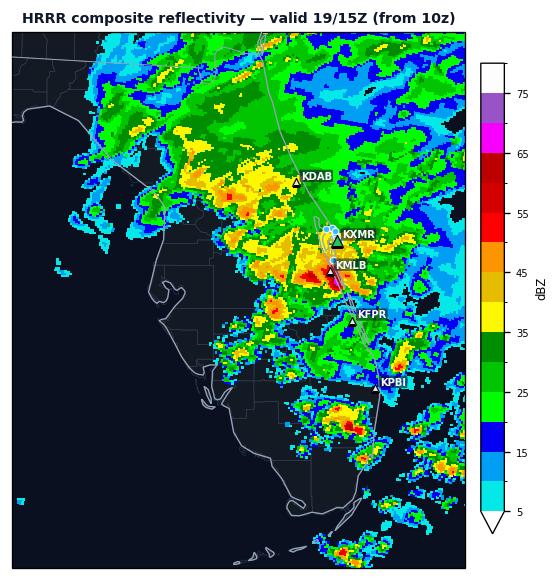 HRRR composite reflectivity — valid 19/15Z (from 10z)
KDAB
KXMR
KMLB
KFPR
KPBI
75
65
55
45
35
25
15
5
dBZ